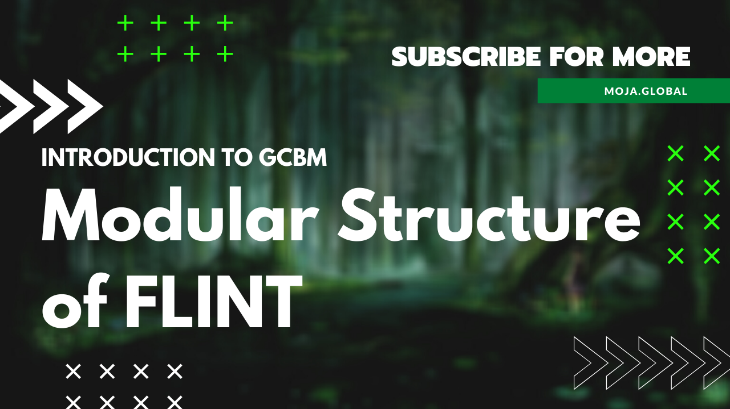 SUBSCRIBE FOR MORE
MOJA.GLOBAL
INTRODUCTION TO GCBM
Modular Structure
of FLINT